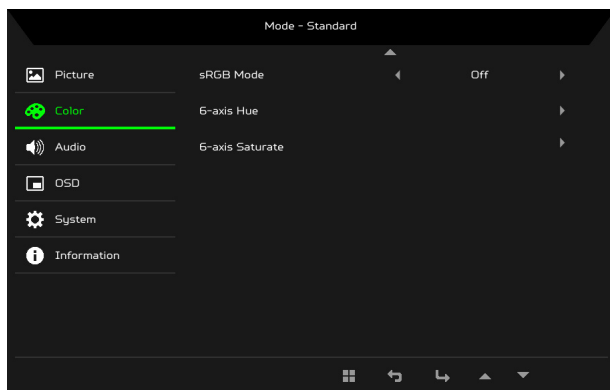 Mode - Standard
Picture
sRGB Mode Off
Color
6-axis Hue
Audio
6-axis Saturate
OSD
System
Information